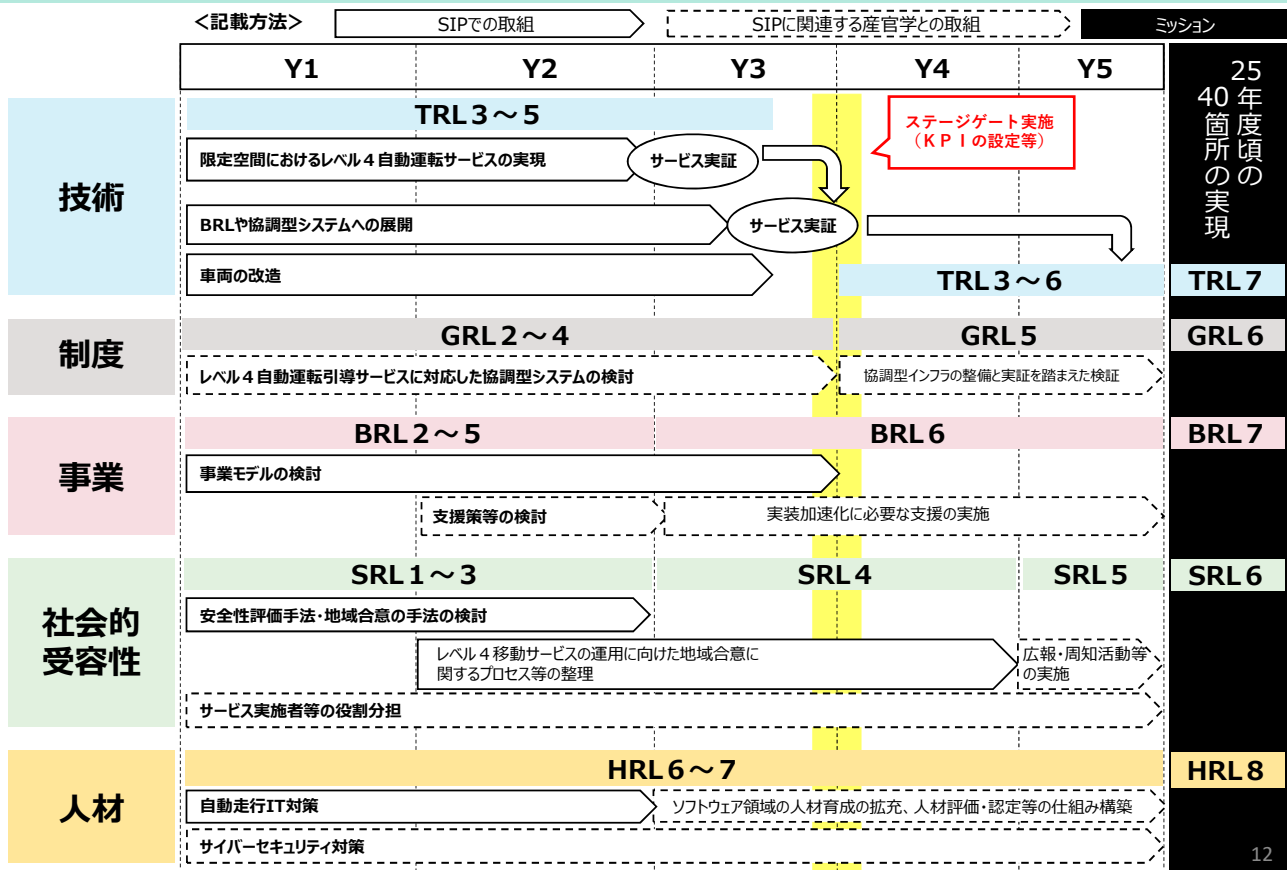 <記載方法>
SIPでの取組
SIPに関連する産官学との取組
ミッション
Y1
Y2
Y3
Y4
Y5
25年度頃の
40箇所の実現
技術
TRL3～5
限定空間におけるレベル4自動運転サービスの実現
サービス実証
ステージゲート実施
(KPIの設定等)
BRLや協調型システムへの展開
サービス実証
車両の改造
TRL3～6
TRL7
制度
GRL2～4
GRL5
GRL6
レベル4自動運転引導サービスに対応した協調型システムの検討
協調型インフラの整備と実証を踏まえた検証
事業
BRL2～5
BRL6
BRL7
事業モデルの検討
支援策等の検討
実装加速化に必要な支援の実施
社会的
受容性
SRL1～3
SRL4
SRL5
SRL6
安全性評価手法・地域合意の手法の検討
レベル4移動サービスの運用に向けた地域合意に
関するプロセス等の整理
広報・周知活動等
の実施
サービス実施者等の役割分担
人材
HRL6～7
HRL8
自動走行IT対策
ソフトウェア領域の人材育成の拡充、人材評価・認定等の仕組み構築
サイバーセキュリティ対策
12